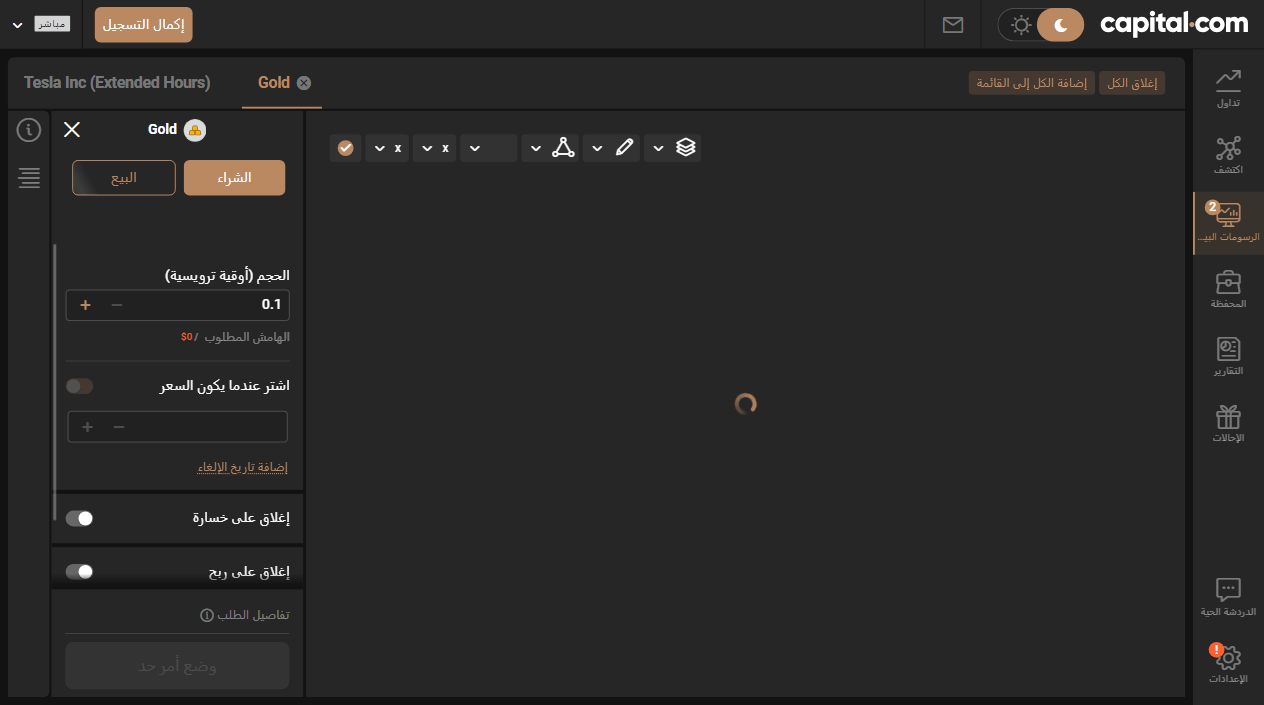 capital.com
إكمال التسجيل
مباشر
Tesla Inc (Extended Hours)
Gold
إضافة الكل إلى القائمة
إغلاق الكل
Gold
الشراء
البيع
الحجم (أوقية ترويسية)
0.1
الهامش المطلوب / $0
اشتر عندما يكون السعر
إضافة تاريخ الإلغاء
إغلاق على خسارة
إغلاق على ربح
تفاصيل الطلب
وضع أمر حد
x
x
تداول
اكتشف
2
الرسومات البيـ...
المحفظة
التقارير
الإحالات
الدردشة الحية
!
الإعدادات